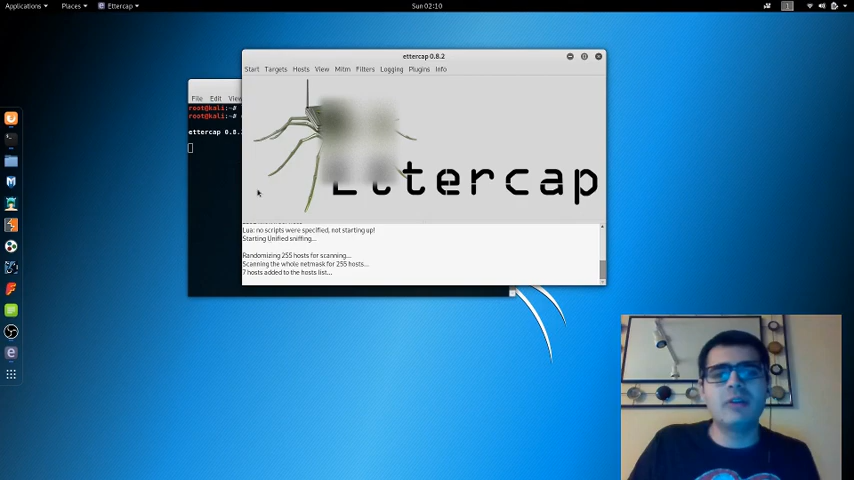 Applications Places Ettercap Sun 02:10 1
ettercap 0.8.2
Start Targets Hosts View Mitm Filters Logging Plugins Info
File Edit
root@kali:~#
root@kali:~#
ettercap 0.8.
Ettercap
Lua: no scripts were specified, not starting up!
Starting Unified sniffing...
Randomizing 255 hosts for scanning...
Scanning the whole netmask for 255 hosts...
7 hosts added to the hosts list...